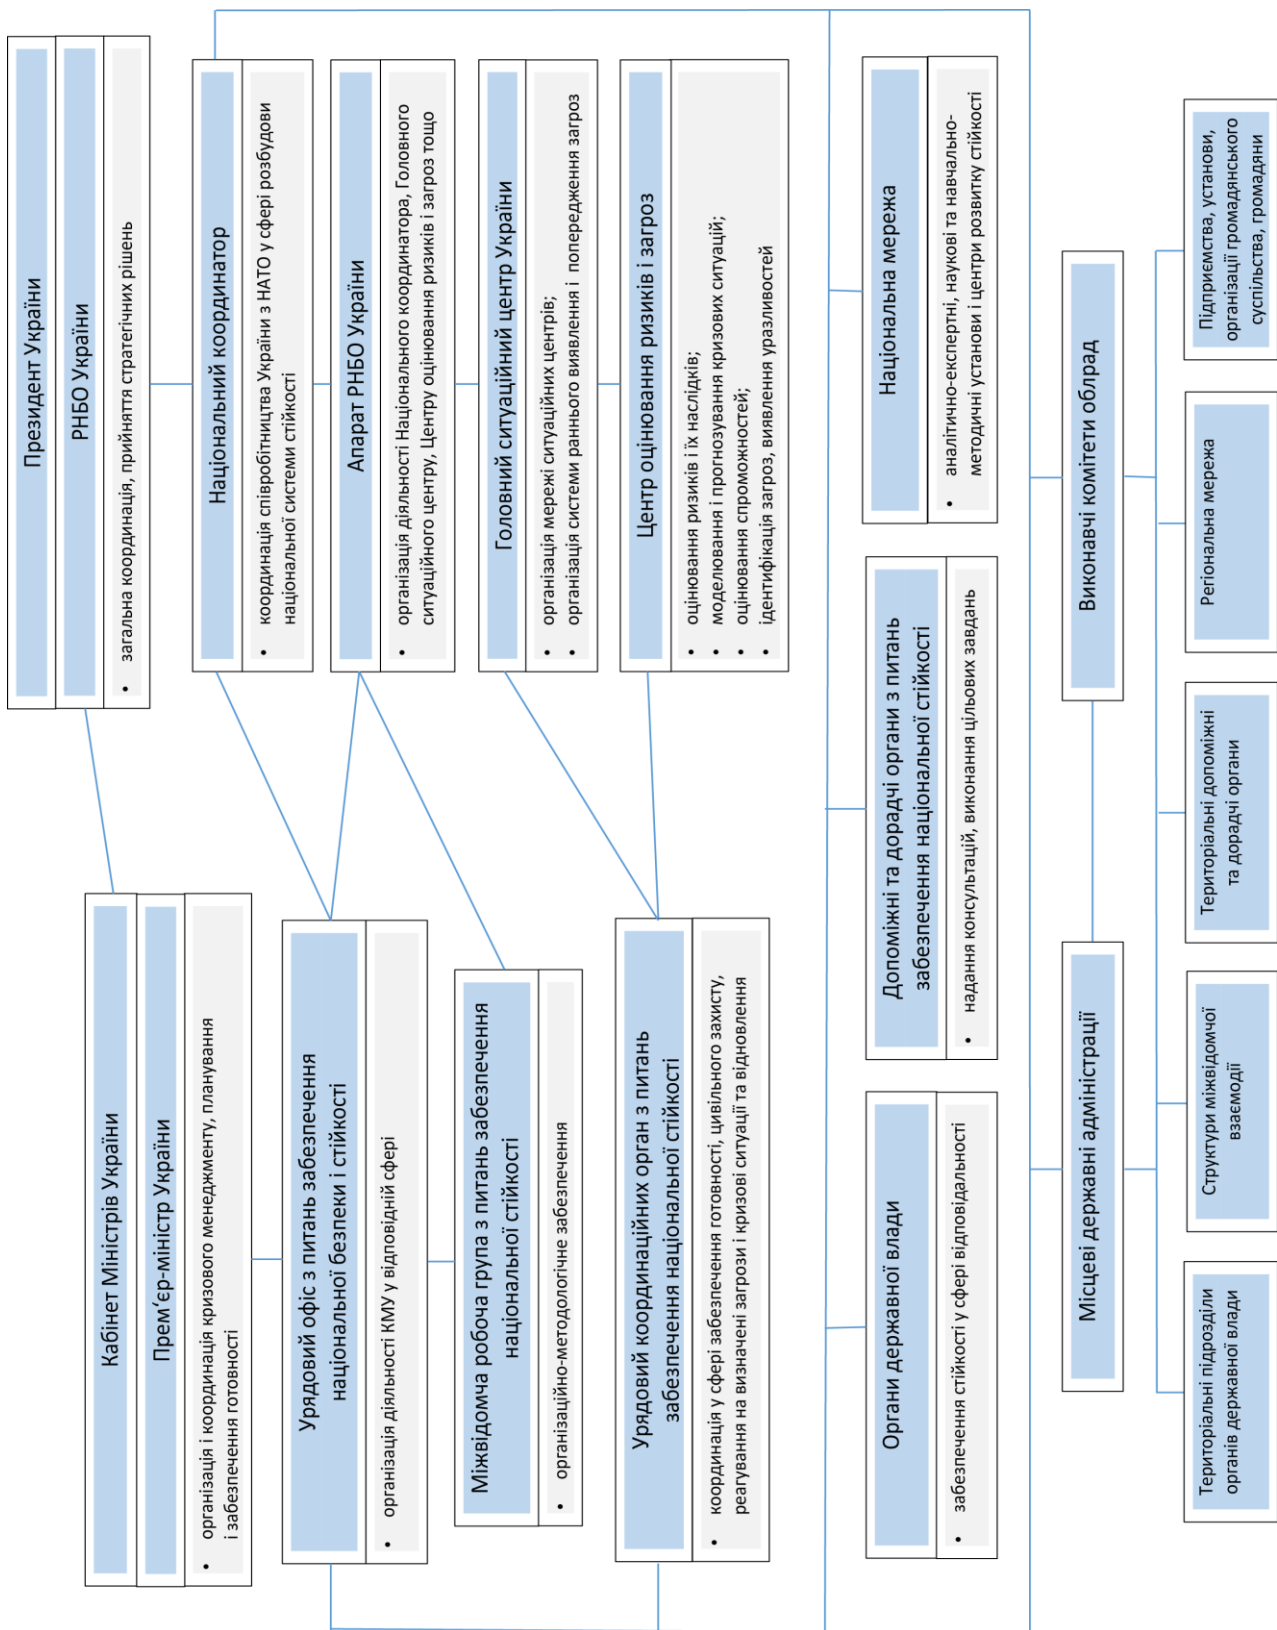 Президент України
РНБО України
• загальна координація, прийняття стратегічних рішень
Кабінет Міністрів України
Прем’єр-міністр України
• організація і координація кризового менеджменту, планування
і забезпечення готовності
Національний координатор
• координація співробітництва України з НАТО у сфері розбудови
національної системи стійкості
Урядовий офіс з питань забезпечення
національної безпеки і стійкості
• організація діяльності КМУ у відповідній сфері
Апарат РНБО України
• організація діяльності Національного координатора, Головного
ситуаційного центру, Центру оцінювання ризиків і загроз тощо
Міжвідомча робоча група з питань забезпечення
національної стійкості
• організаційно-методологічне забезпечення
Головний ситуаційний центр України
• організація мережі ситуаційних центрів;
• організація системи раннього виявлення і попередження загроз
Урядовий координаційних орган з питань
забезпечення національної стійкості
• координація у сфері забезпечення готовності, цивільного захисту,
реагування на визначені загрози і кризові ситуації та відновлення
Центр оцінювання ризиків і загроз
• оцінювання ризиків і їх наслідків;
• моделювання і прогнозування кризових ситуацій;
• оцінювання спроможностей;
• ідентифікація загроз, виявлення уразливостей
Органи державної влади
• забезпечення стійкості у сфері відповідальності
Допоміжні та дорадчі органи з питань
забезпечення національної стійкості
• надання консультацій, виконання цільових завдань
Національна мережа
• аналітично-експертні, наукові та навчально-
методичні установи і центри розвитку стійкості
Місцеві державні адміністрації
Виконавчі комітети облрад
Територіальні підрозділи
органів державної влади
Структури міжвідомчої
взаємодії
Територіальні допоміжні
та дорадчі органи
Регіональна мережа
Підприємства, установи,
організації громадянського
суспільства, громадяни